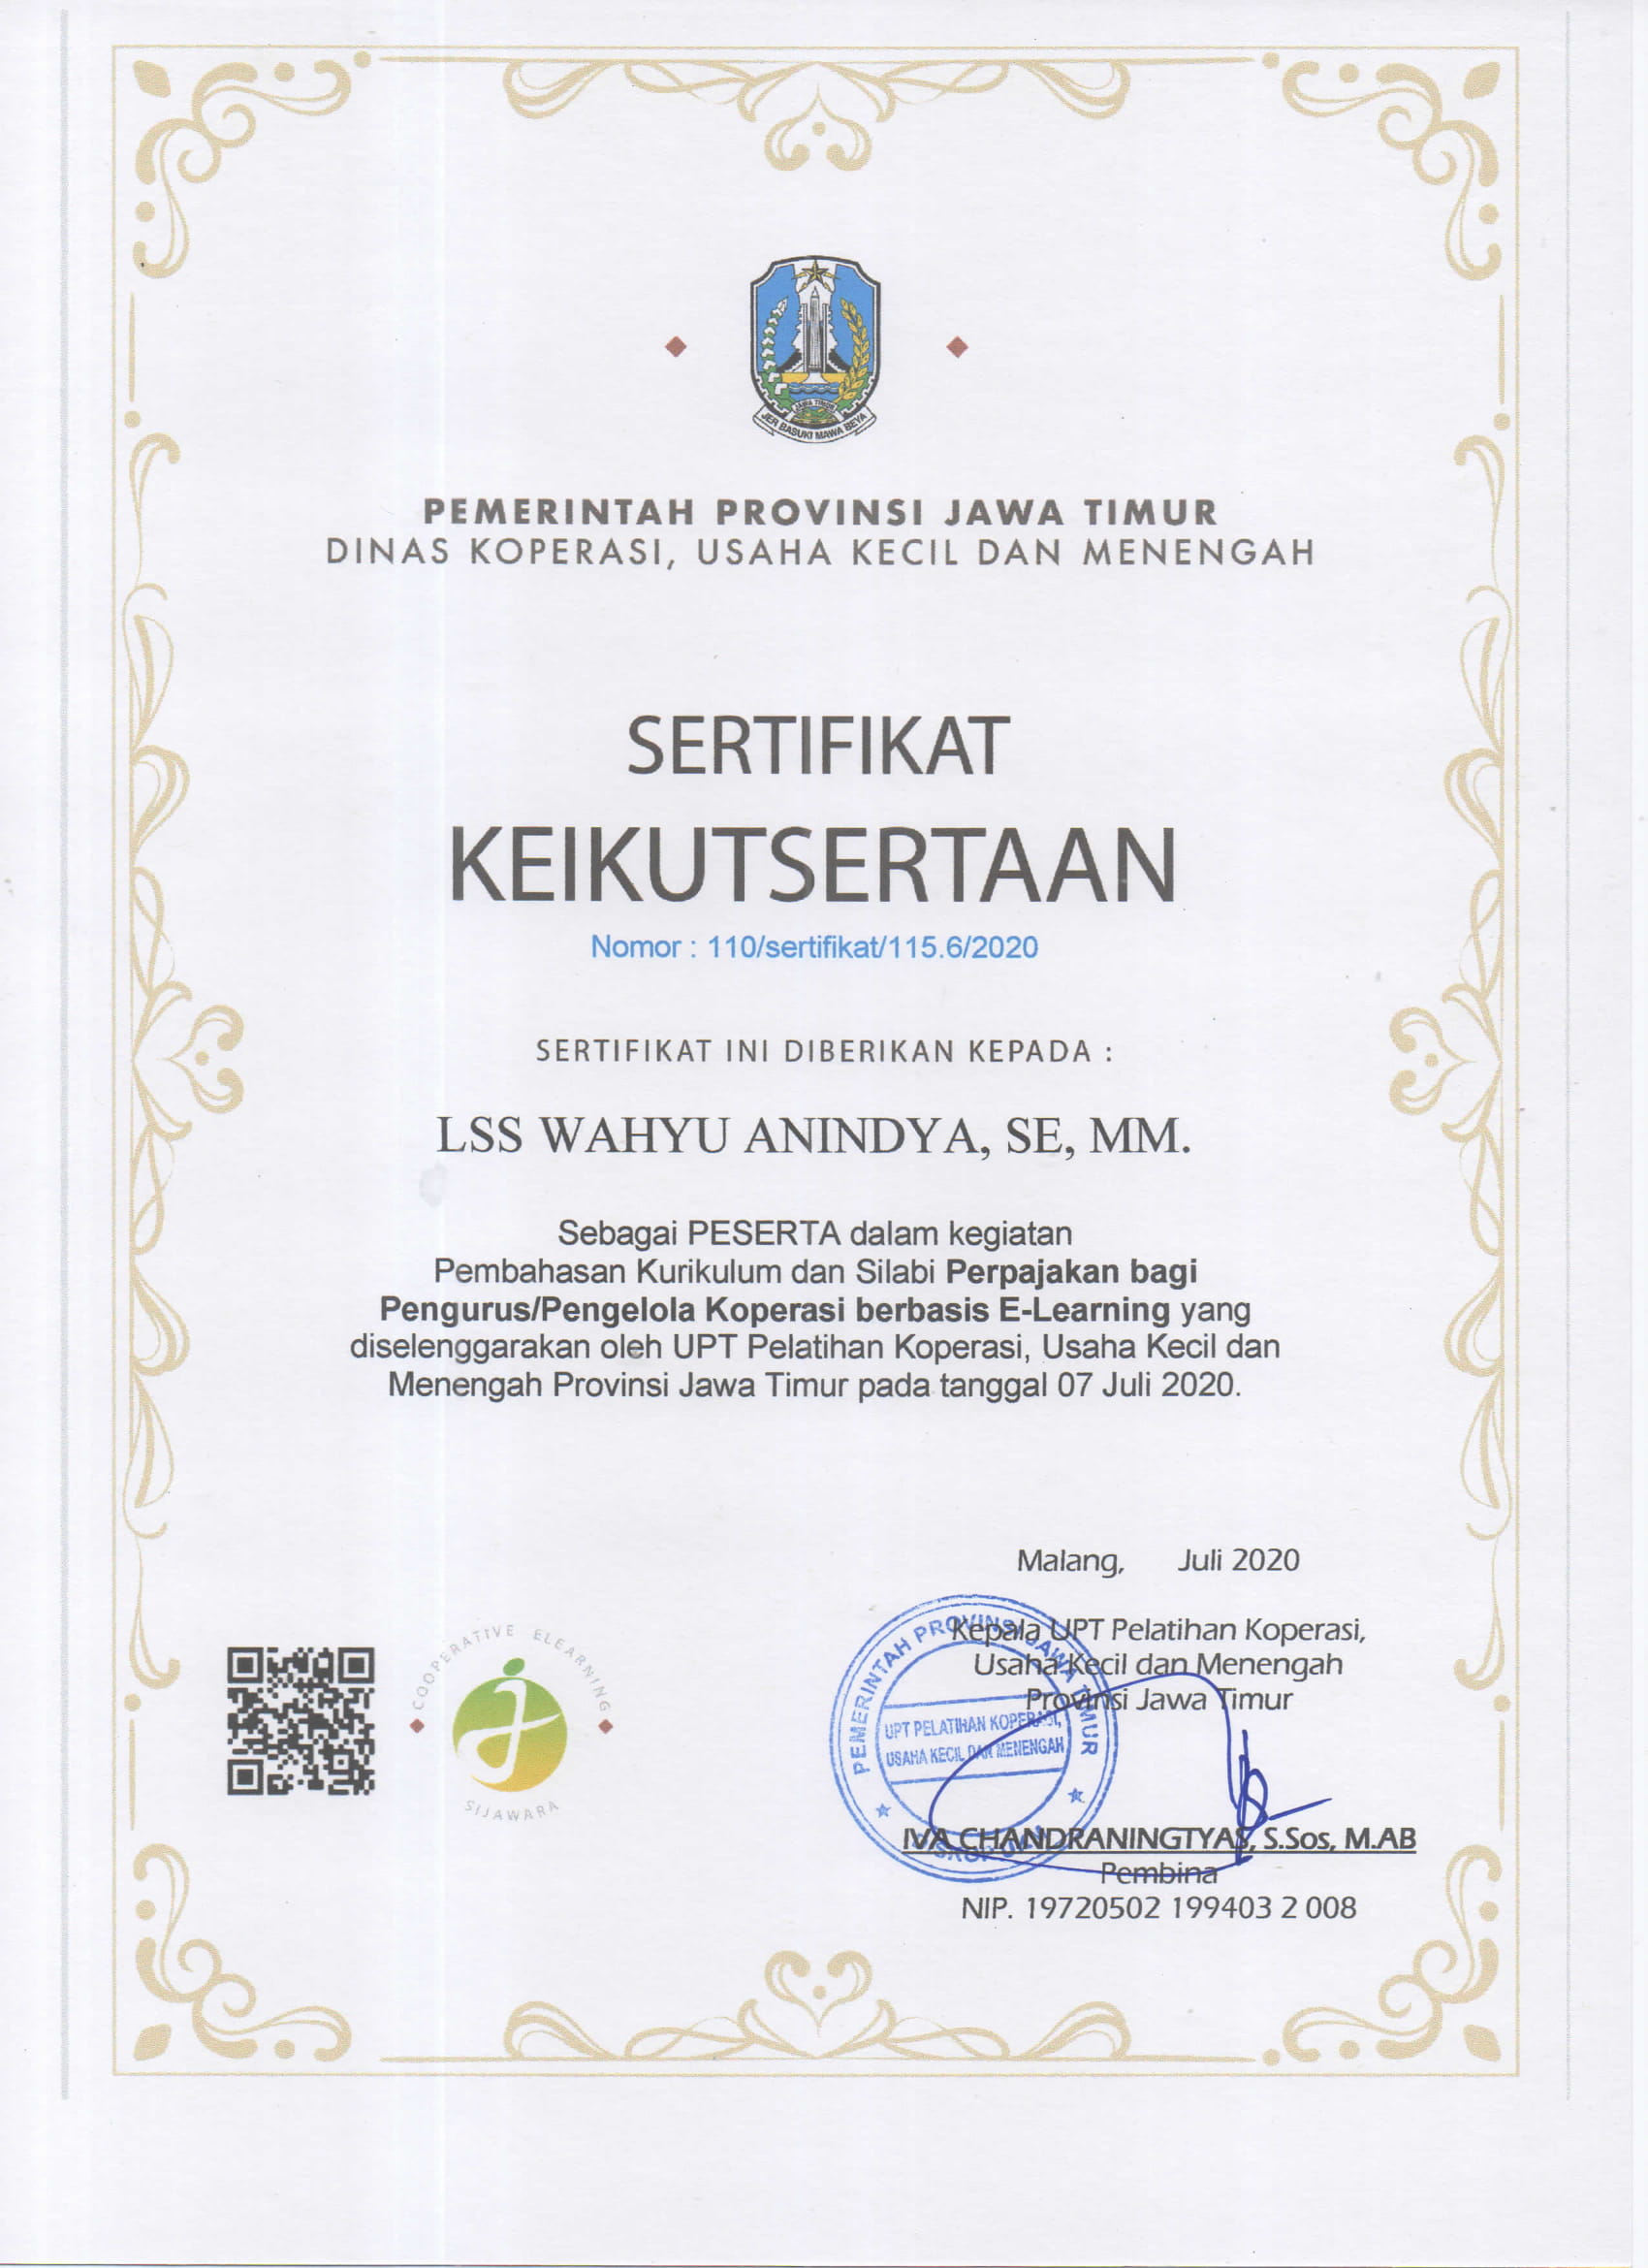 JAWA TIMUR
JER BASUKI MAWA BEYA
PEMERINTAH PROVINSI JAWA TIMUR
DINAS KOPERASI, USAHA KECIL DAN MENENGAH
SERTIFIKAT
KEIKUTSERTAAN
Nomor : 110/sertifikat/115.6/2020
SERTIFIKAT INI DIBERIKAN KEPADA :
LSS WAHYU ANINDYA, SE, MM.
Sebagai PESERTA dalam kegiatan
Pembahasan Kurikulum dan Silabi Perpajakan bagi
Pengurus/Pengelola Koperasi berbasis E-Learning yang
diselenggarakan oleh UPT Pelatihan Koperasi, Usaha Kecil dan
Menengah Provinsi Jawa Timur pada tanggal 07 Juli 2020.
Malang, Juli 2020
Kepala UPT Pelatihan Koperasi,
Usaha Kecil dan Menengah
Provinsi Jawa Timur
COOPERATIVE ELEARNING
SIJAWARA
PEMERINTAH PROVINSI JAWA TIMUR
UPT PELATIHAN KOPERASI,
USAHA KECIL DAN MENENGAH
IVA CHANDRANINGTYAS, S.Sos, M.AB
Pembina
NIP. 19720502 199403 2 008